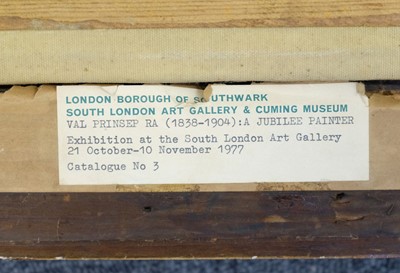 LONDON BOROUGH OF SOUTHWARK
SOUTH LONDON ART GALLERY & CUMING MUSEUM
VAL PRINSEP RA (1838-1904):A JUBILEE PAINTER
Exhibition at the South London Art Gallery
21 October-10 November 1977
Catalogue No 3